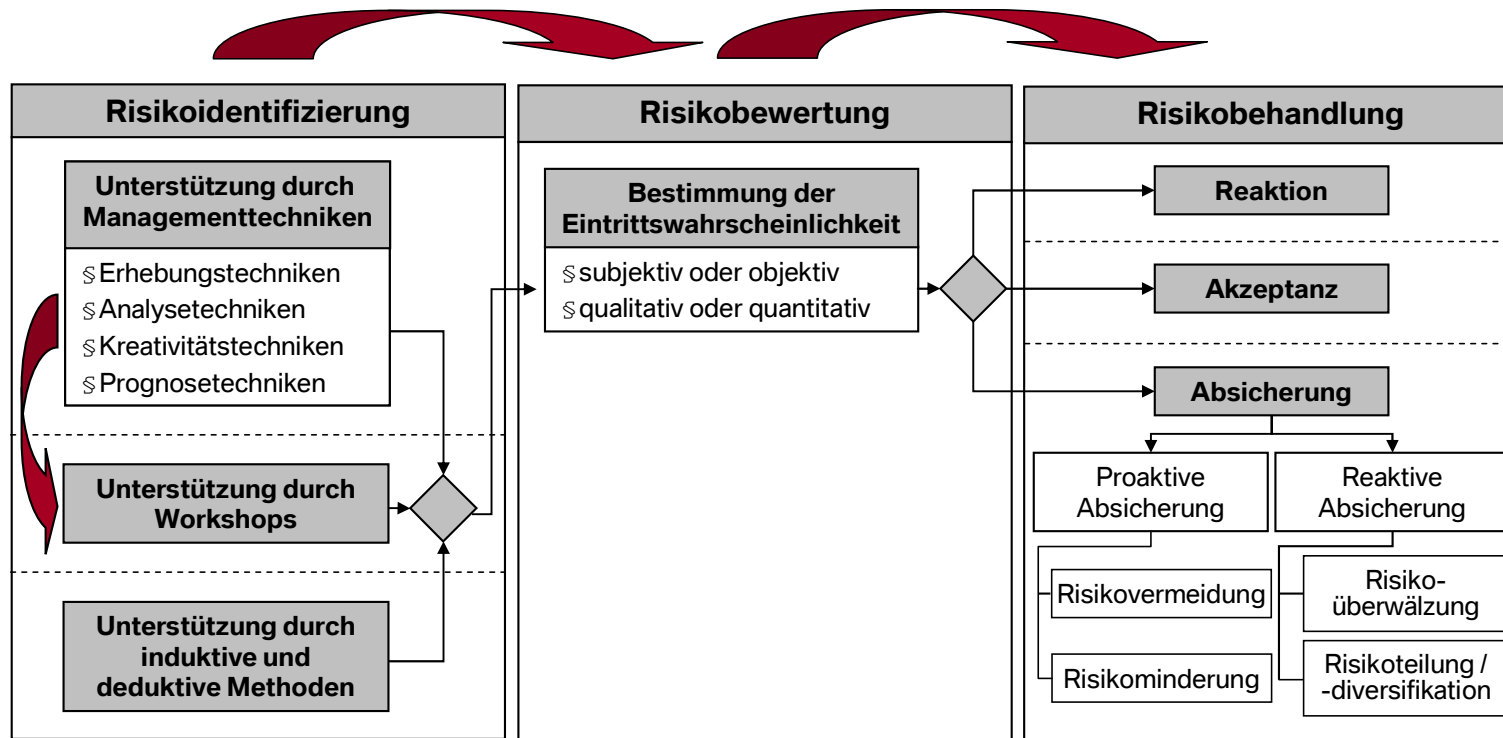 Risikoidentifizierung
Unterstützung durch
Managementtechniken
§ Erhebungstechniken
§ Analysetechniken
§ Kreativitätstechniken
§ Prognosetechniken
Unterstützung durch
Workshops
Unterstützung durch
induktive und
deduktive Methoden
Risikobewertung
Bestimmung der
Eintrittswahrscheinlichkeit
§ subjektiv oder objektiv
§ qualitativ oder quantitativ
Risikobehandlung
Reaktion
Akzeptanz
Absicherung
Proaktive
Absicherung
Risikovermeidung
Risikominderung
Reaktive
Absicherung
Risiko-
überwälzung
Risikoteilung /
-diversifikation